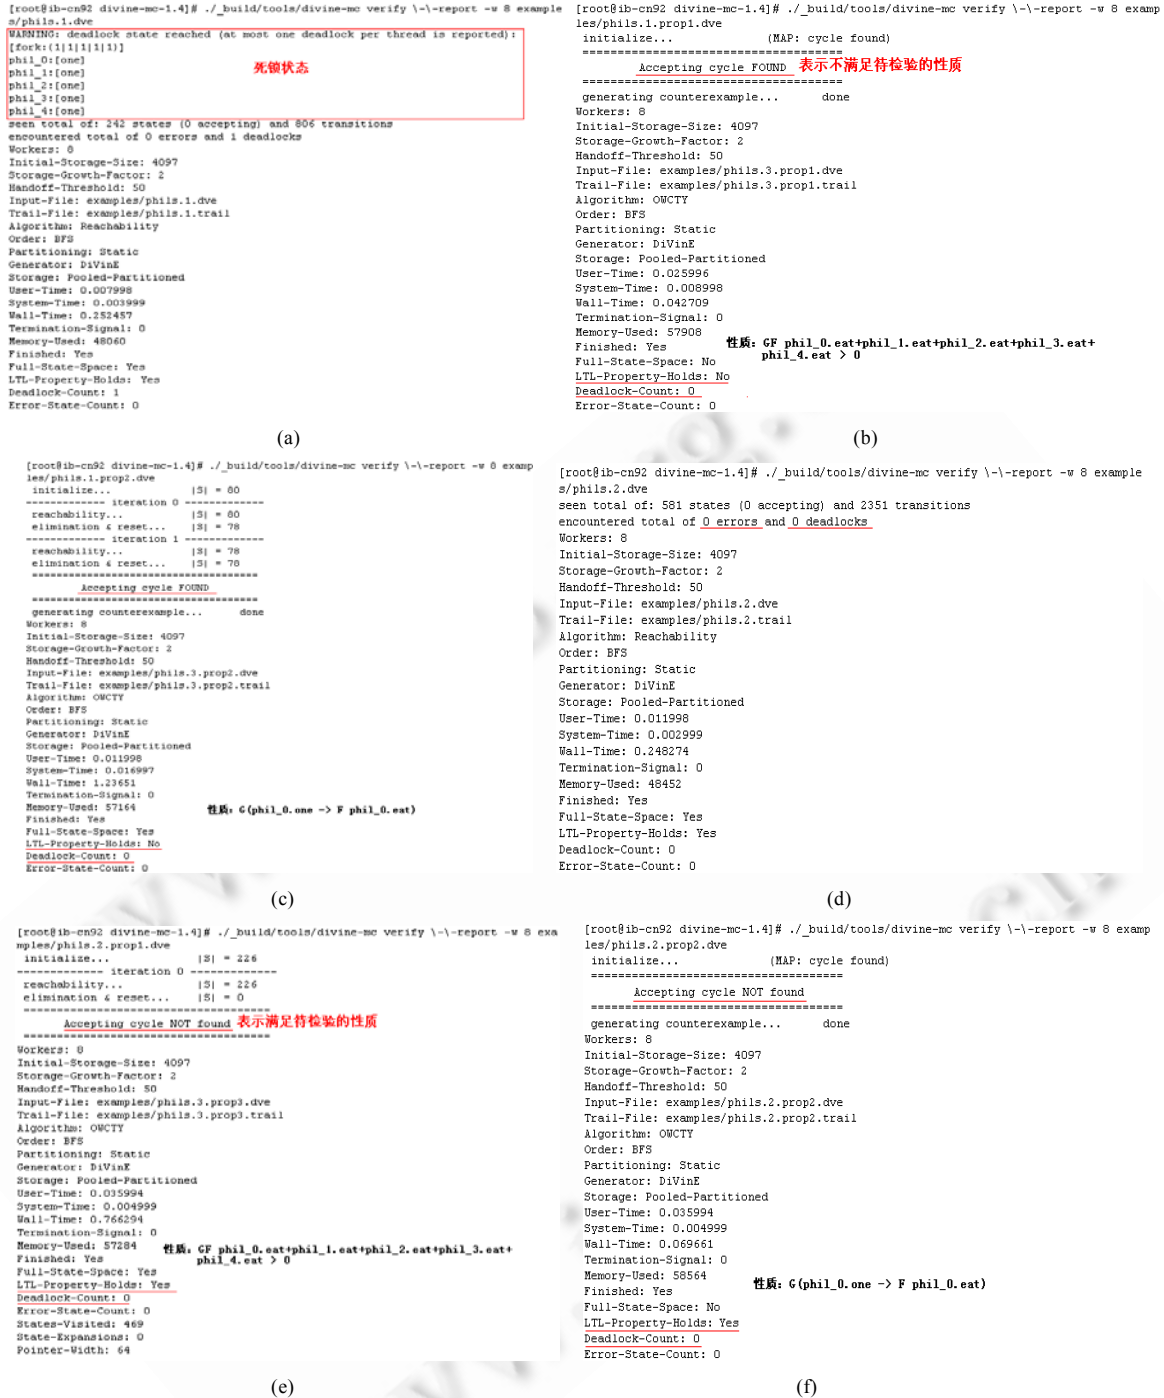 [root@ib-cn92 divine-mc-1.4]# ./_build/tools/divine-mc verify \-\-report -w 8 example
s/phils.1.dve
WARNING: deadlock state reached (at most one deadlock per thread is reported):
[fork:(1|1|1|1|1)]
phil_0:[one]
phil_1:[one]
phil_2:[one]
phil_3:[one]
phil_4:[one]
死锁状态
seen total of: 242 states (0 accepting) and 806 transitions
encountered total of 0 errors and 1 deadlocks
Workers: 8
Initial-Storage-Size: 4097
Storage-Growth-Factor: 2
Handoff-Threshold: 50
Input-File: examples/phils.1.dve
Trail-File: examples/phils.1.trail
Algorithm: Reachability
Order: BFS
Partitioning: Static
Generator: DiVinE
Storage: Pooled-Partitioned
User-Time: 0.007998
System-Time: 0.003999
Wall-Time: 0.252457
Termination-Signal: 0
Memory-Used: 48060
Finished: Yes
Full-State-Space: Yes
LTL-Property-Holds: Yes
Deadlock-Count: 1
Error-State-Count: 0
(a)
[root@ib-cn92 divine-mc-1.4]# ./_build/tools/divine-mc verify \-\-report -w 8 examp
les/phils.1.prop1.dve
initialize... (MAP: cycle found)
======================================
Accepting cycle FOUND 表示不满足待检验的性质
======================================
generating counterexample... done
Workers: 8
Initial-Storage-Size: 4097
Storage-Growth-Factor: 2
Handoff-Threshold: 50
Input-File: examples/phils.3.prop1.dve
Trail-File: examples/phils.3.prop1.trail
Algorithm: OWCTY
Order: BFS
Partitioning: Static
Generator: DiVinE
Storage: Pooled-Partitioned
User-Time: 0.025996
System-Time: 0.008998
Wall-Time: 0.042709
Termination-Signal: 0
Memory-Used: 57908
Finished: Yes
性质: GF phil_0.eat+phil_1.eat+phil_2.eat+phil_3.eat+
phil_4.eat > 0
Full-State-Space: No
LTL-Property-Holds: No
Deadlock-Count: 0
Error-State-Count: 0
(b)
[root@ib-cn92 divine-mc-1.4]# ./_build/tools/divine-mc verify \-\-report -w 8 examp
les/phils.1.prop2.dve
initialize... |S| = 80
------------- iteration 0 -------------
reachability... |S| = 80
elimination & reset... |S| = 78
------------- iteration 1 -------------
reachability... |S| = 78
elimination & reset... |S| = 78
======================================
Accepting cycle FOUND
======================================
generating counterexample... done
Workers: 8
Initial-Storage-Size: 4097
Storage-Growth-Factor: 2
Handoff-Threshold: 50
Input-File: examples/phils.3.prop2.dve
Trail-File: examples/phils.3.prop2.trail
Algorithm: OWCTY
Order: BFS
Partitioning: Static
Generator: DiVinE
Storage: Pooled-Partitioned
User-Time: 0.011998
System-Time: 0.016997
Wall-Time: 1.23651
Termination-Signal: 0
Memory-Used: 57164
性质: G(phil_0.one -> F phil_0.eat)
Finished: Yes
Full-State-Space: Yes
LTL-Property-Holds: No
Deadlock-Count: 0
Error-State-Count: 0
(c)
[root@ib-cn92 divine-mc-1.4]# ./_build/tools/divine-mc verify \-\-report -w 8 example
s/phils.2.dve
seen total of: 581 states (0 accepting) and 2351 transitions
encountered total of 0 errors and 0 deadlocks
Workers: 8
Initial-Storage-Size: 4097
Storage-Growth-Factor: 2
Handoff-Threshold: 50
Input-File: examples/phils.2.dve
Trail-File: examples/phils.2.trail
Algorithm: Reachability
Order: BFS
Partitioning: Static
Generator: DiVinE
Storage: Pooled-Partitioned
User-Time: 0.011998
System-Time: 0.002999
Wall-Time: 0.248274
Termination-Signal: 0
Memory-Used: 48452
Finished: Yes
Full-State-Space: Yes
LTL-Property-Holds: Yes
Deadlock-Count: 0
Error-State-Count: 0
(d)
[root@ib-cn92 divine-mc-1.4]# ./_build/tools/divine-mc verify \-\-report -w 8 exa
mples/phils.2.prop1.dve
initialize... |S| = 226
------------- iteration 0 -------------
reachability... |S| = 226
elimination & reset... |S| = 0
======================================
Accepting cycle NOT found 表示满足待检验的性质
======================================
Workers: 8
Initial-Storage-Size: 4097
Storage-Growth-Factor: 2
Handoff-Threshold: 50
Input-File: examples/phils.3.prop3.dve
Trail-File: examples/phils.3.prop3.trail
Algorithm: OWCTY
Order: BFS
Partitioning: Static
Generator: DiVinE
Storage: Pooled-Partitioned
User-Time: 0.035994
System-Time: 0.004999
Wall-Time: 0.766294
Termination-Signal: 0
Memory-Used: 57284
性质: GF phil_0.eat+phil_1.eat+phil_2.eat+phil_3.eat+
phil_4.eat > 0
Finished: Yes
Full-State-Space: Yes
LTL-Property-Holds: Yes
Deadlock-Count: 0
Error-State-Count: 0
States-Visited: 469
State-Expansions: 0
Pointer-Width: 64
(e)
[root@ib-cn92 divine-mc-1.4]# ./_build/tools/divine-mc verify \-\-report -w 8 examp
les/phils.2.prop2.dve
initialize... (MAP: cycle found)
======================================
Accepting cycle NOT found
======================================
generating counterexample... done
Workers: 8
Initial-Storage-Size: 4097
Storage-Growth-Factor: 2
Handoff-Threshold: 50
Input-File: examples/phils.2.prop2.dve
Trail-File: examples/phils.2.prop2.trail
Algorithm: OWCTY
Order: BFS
Partitioning: Static
Generator: DiVinE
Storage: Pooled-Partitioned
User-Time: 0.035994
System-Time: 0.004999
Wall-Time: 0.069661
Termination-Signal: 0
Memory-Used: 58564
性质: G(phil_0.one -> F phil_0.eat)
Finished: Yes
Full-State-Space: No
LTL-Property-Holds: Yes
Deadlock-Count: 0
Error-State-Count: 0
(f)